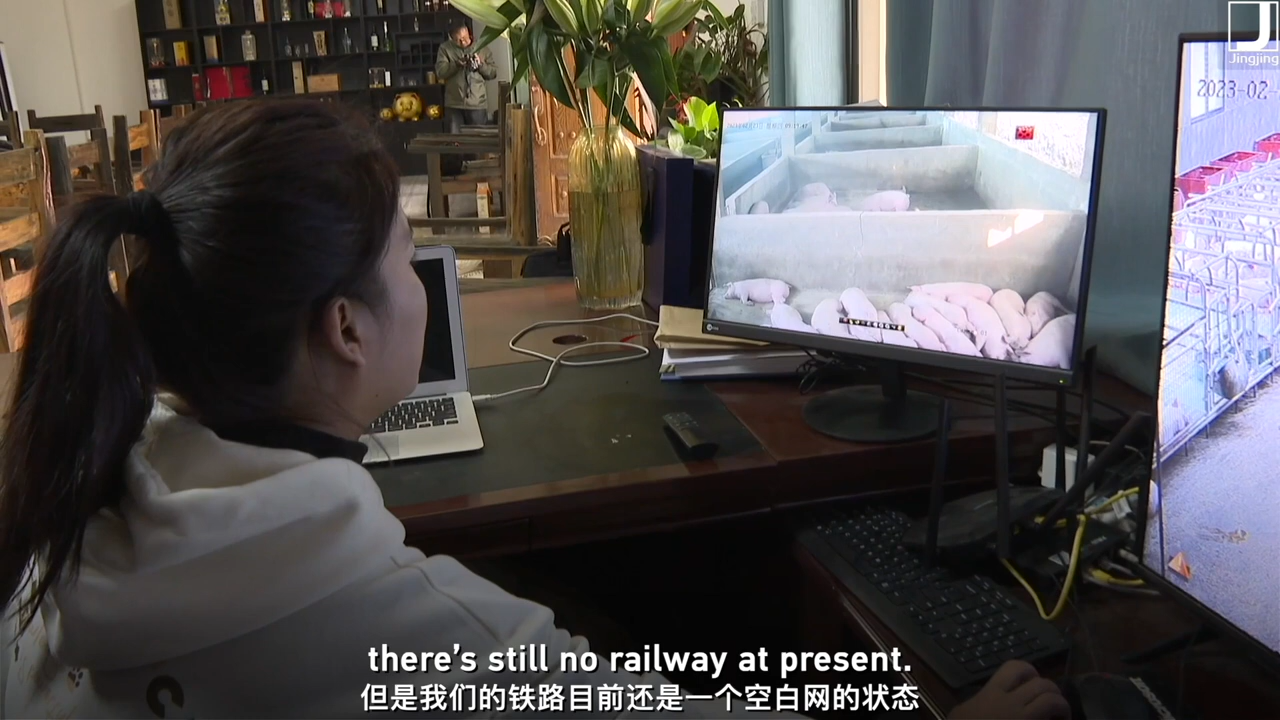 J
Jingjing
2023-02-
there's still no railway at present.
但是我们的铁路目前还是一个空白网的状态